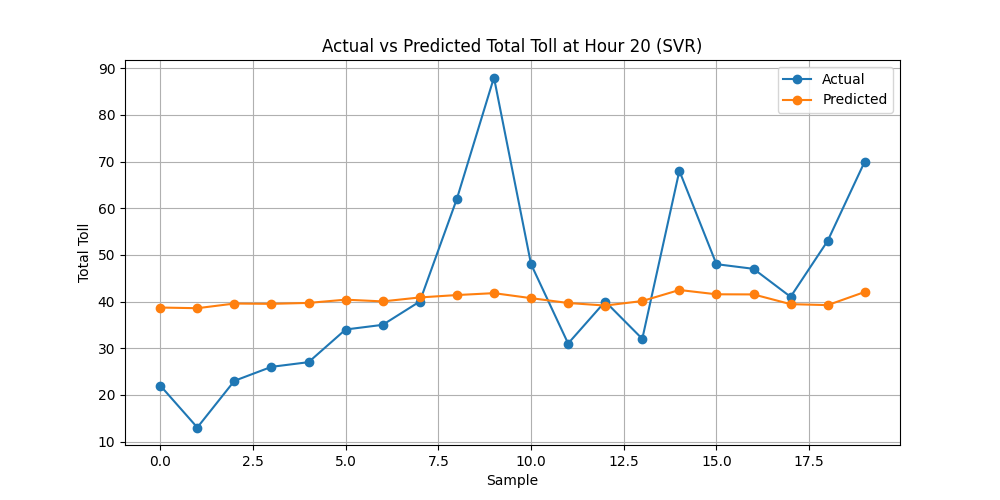 Actual vs Predicted Total Toll at Hour 20 (SVR)
Actual
Predicted
Total Toll
90
80
70
60
50
40
30
20
10
0.0 2.5 5.0 7.5 10.0 12.5 15.0 17.5
Sample